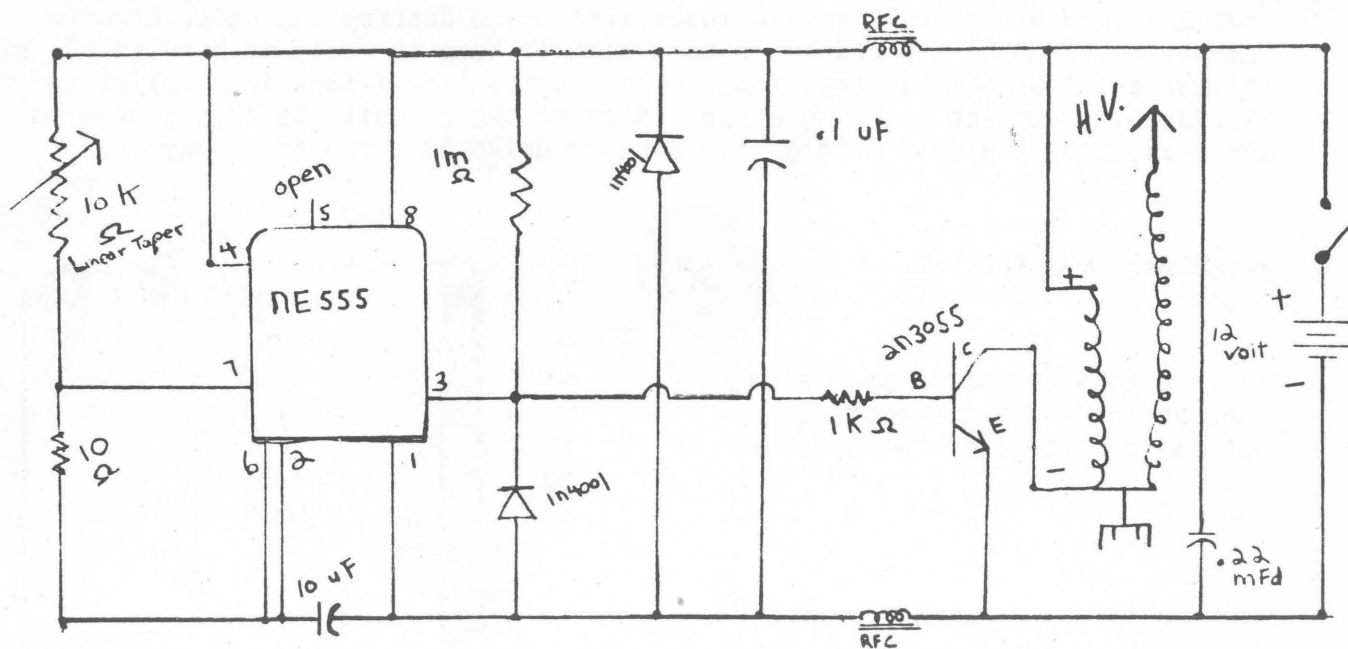 RFC
H.V.
.1 uF
1m
Ω
1n4001
open
5
8
10 K
Ω
Linear Taper
4
NE555
+
2n3055
C
12
volt
+
-
7
3
B
1K Ω
E
-
10
Ω
6
2
1
1n4001
10 uF
.22
mFd
RFC